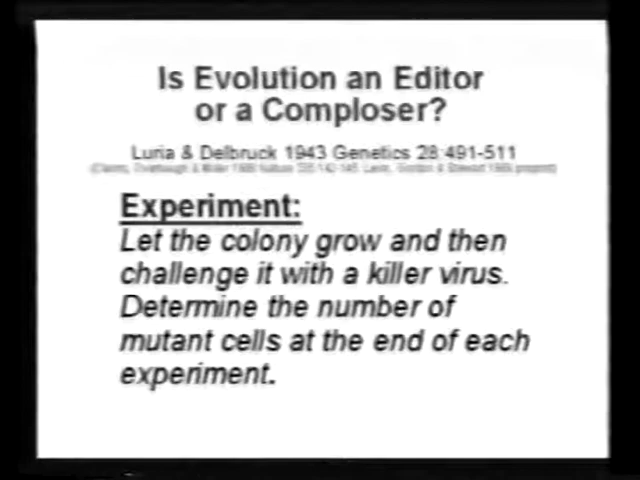 Is Evolution an Editor
or a Comploser?
Luria & Delbruck 1943 Genetics 28:491-511
Experiment:
Let the colony grow and then
challenge it with a killer virus.
Determine the number of
mutant cells at the end of each
experiment.